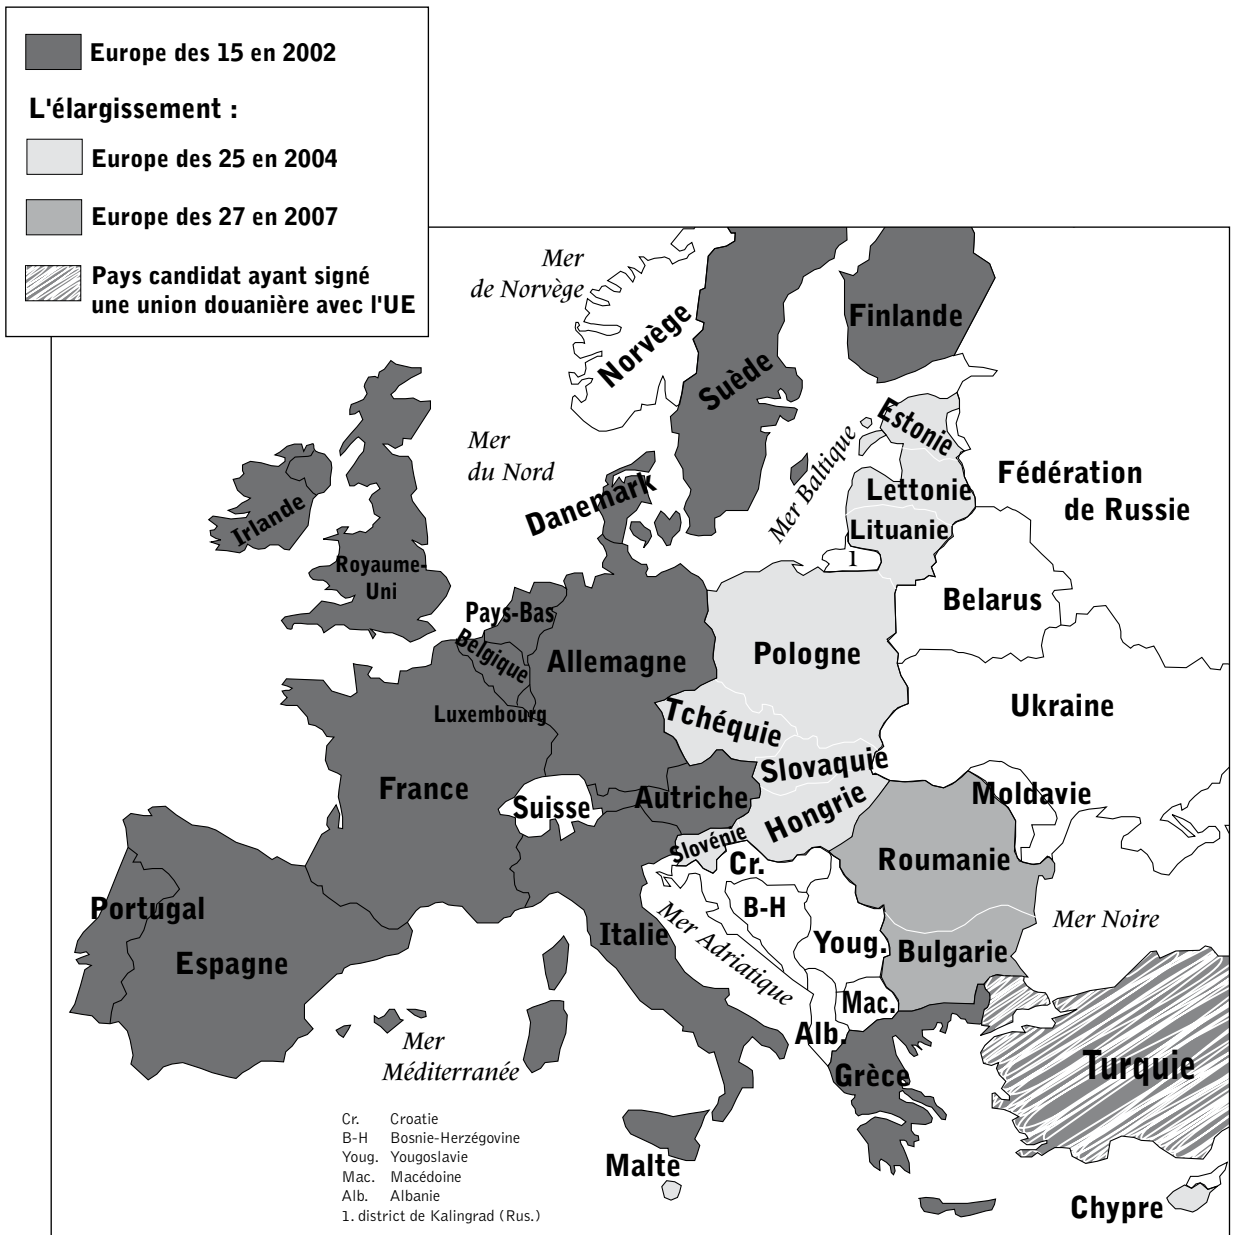 Europe des 15 en 2002
L'élargissement :
Europe des 25 en 2004
Europe des 27 en 2007
Pays candidat ayant signé
une union douanière avec l'UE
Mer
de Norvège
Norvège
Suède
Finlande
Mer
du Nord
Mer Baltique
Estonie
Lettonie
Lituanie
1
Fédération
de Russie
Danemark
Irlande
Royaume-
Uni
Pays-Bas
Belgique
Luxembourg
Allemagne
Pologne
Belarus
Ukraine
Tchéquie
Slovaquie
France
Suisse
Autriche
Hongrie
Moldavie
Slovénie
Cr.
Roumanie
B-H
Portugal
Espagne
Italie
Mer Adriatique
Youg.
Bulgarie
Mer Noire
Mac.
Alb.
Grèce
Turquie
Mer
Méditerranée
Malte
Chypre
Cr. Croatie
B-H Bosnie-Herzégovine
Youg. Yougoslavie
Mac. Macédoine
Alb. Albanie
1. district de Kalingrad (Rus.)